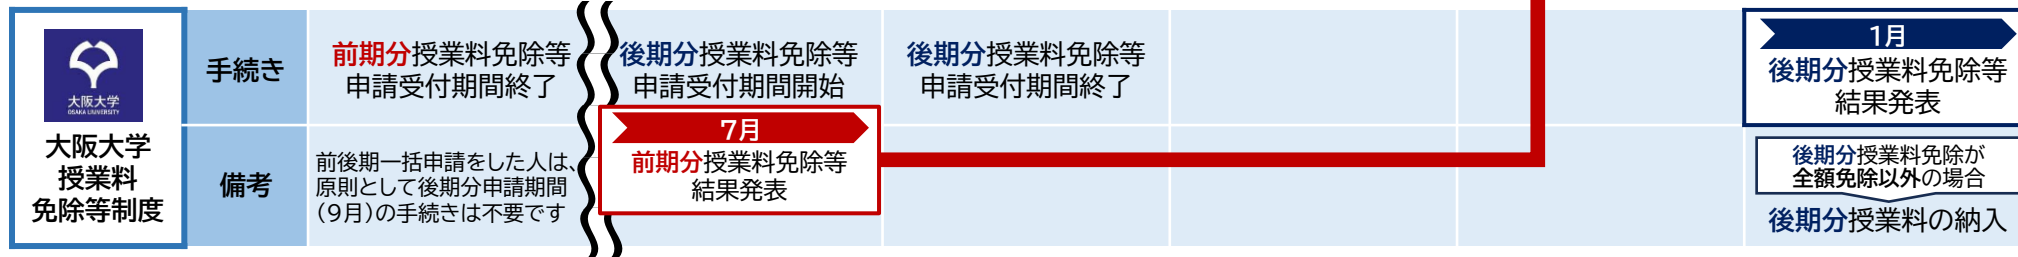 大阪大学
OSAKA UNIVERSITY
大阪大学
授業料
免除等制度
手続き
前期分授業料免除等
申請受付期間終了
後期分授業料免除等
申請受付期間開始
後期分授業料免除等
申請受付期間終了
1月
後期分授業料免除等
結果発表
備考
前後期一括申請をした人は、
原則として後期分申請期間
(9月)の手続きは不要です
7月
前期分授業料免除等
結果発表
後期分授業料免除が
全額免除以外の場合
後期分授業料の納入